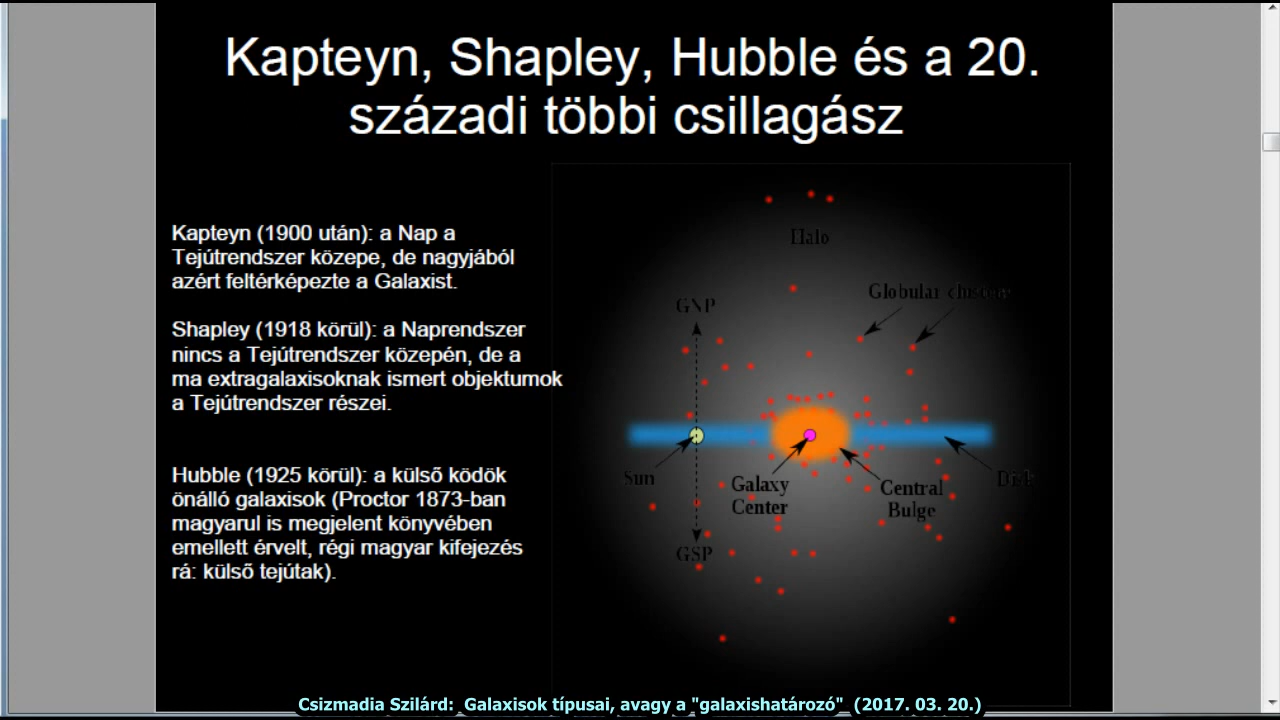 Kapteyn, Shapley, Hubble és a 20.
századi többi csillagász
Kapteyn (1900 után): a Nap a
Tejútrendszer közepe, de nagyjából
azért feltérképezte a Galaxist.
Shapley (1918 körül): a Naprendszer
nincs a Tejútrendszer közepén, de a
ma extragalaxisoknak ismert objektumok
a Tejútrendszer részei.
Hubble (1925 körül): a külső ködök
önálló galaxisok (Proctor 1873-ban
magyarul is megjelent könyvében
emellett érvelt, régi magyar kifejezés
rá: külső tejútak).
Halo
Globular clusters
GNP
Sun
Galaxy
Center
Central
Bulge
Disk
GSP
Csizmadia Szilárd: Galaxisok típusai, avagy a "galaxishatározó" (2017. 03. 20.)